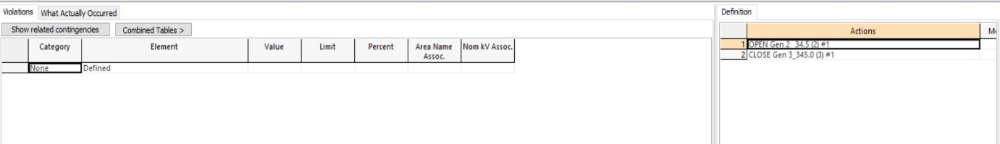 Violations What Actually Occurred
Show related contingencies Combined Tables >
Category Element Value Limit Percent Area Name Assoc. Nom kV Assoc.
None Defined
Definition
Actions
1 OPEN Gen 2_34.5 (2) #1
2 CLOSE Gen 3_345.0 (3) #1